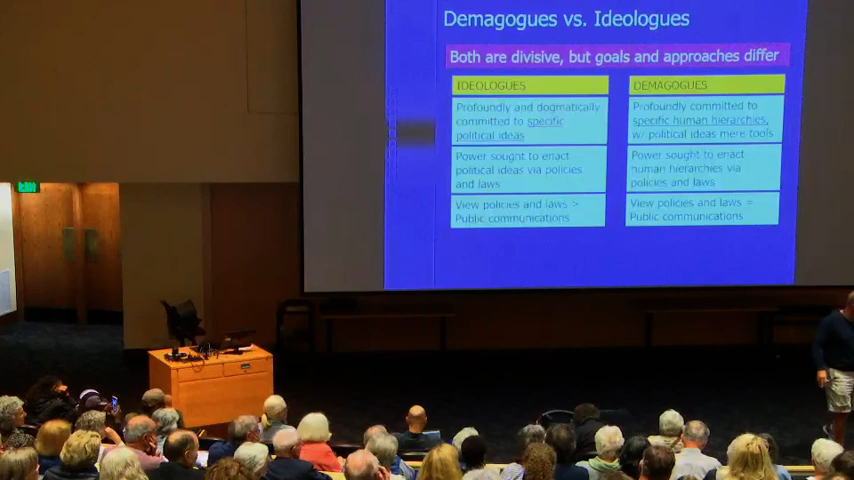 Demagogues vs. Ideologues
Both are divisive, but goals and approaches differ
IDEOLOGUES
Profoundly and dogmatically
committed to specific
political ideas
Power sought to enact
political ideas via policies
and laws
View policies and laws >
Public communications
DEMAGOGUES
Profoundly committed to
specific human hierarchies,
w/ political ideas mere tools
Power sought to enact
human hierarchies via
policies and laws
View policies and laws =
Public communications
EXIT